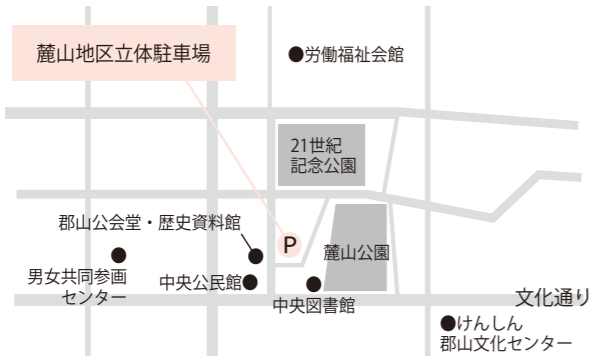 麓山地区立体駐車場
●労働福祉会館
21世紀
記念公園
郡山公会堂・歴史資料館
P
麓山公園
男女共同参画
センター
中央公民館
中央図書館
文化通り
●けんしん
郡山文化センター